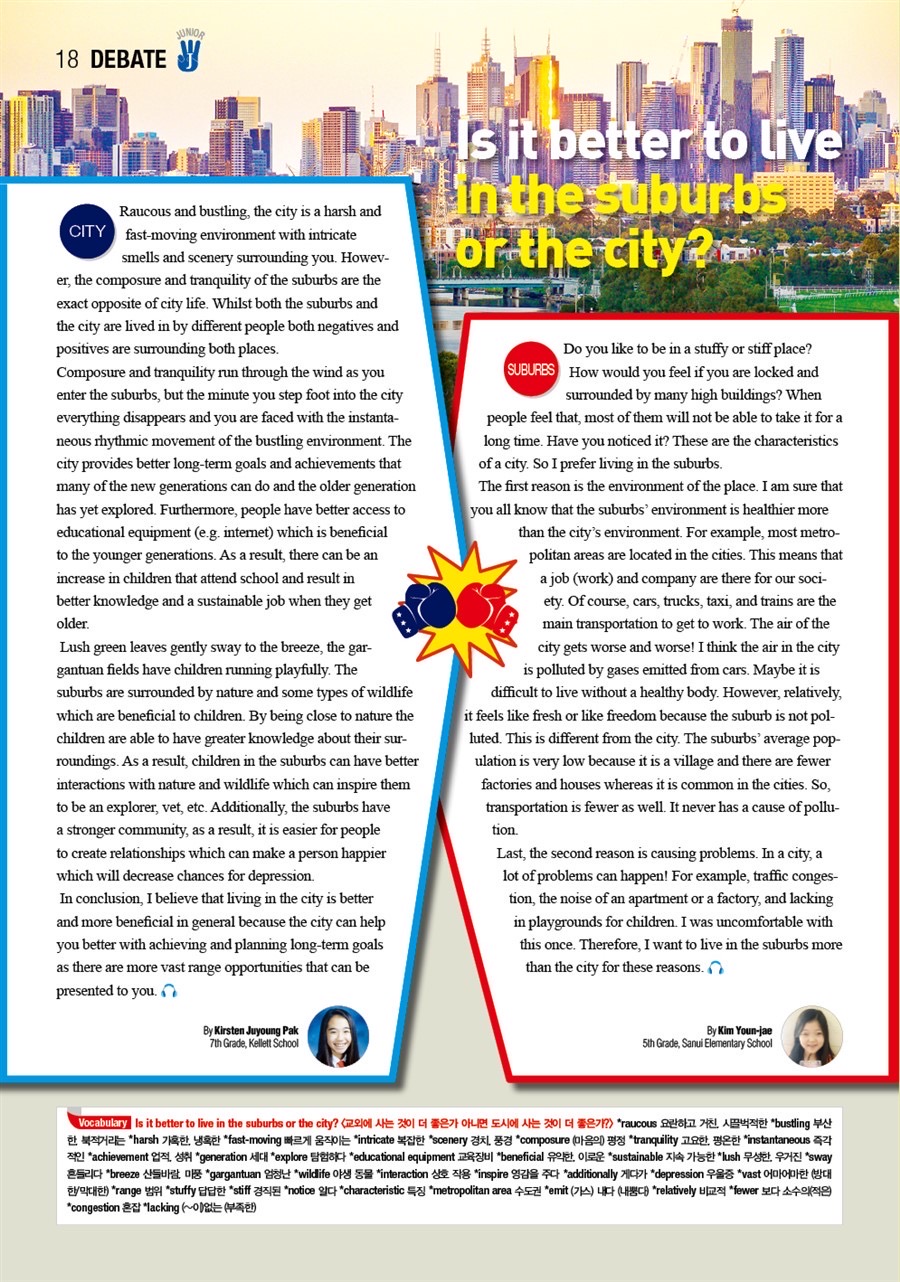 18 DEBATE
JUNIOR
J
Is it better to live
in the suburbs
or the city?
CITY
Raucous and bustling, the city is a harsh and
fast-moving environment with intricate
smells and scenery surrounding you. Howev-
er, the composure and tranquility of the suburbs are the
exact opposite of city life. Whilst both the suburbs and
the city are lived in by different people both negatives and
positives are surrounding both places.
Composure and tranquility run through the wind as you
enter the suburbs, but the minute you step foot into the city
everything disappears and you are faced with the instanta-
neous rhythmic movement of the bustling environment. The
city provides better long-term goals and achievements that
many of the new generations can do and the older generation
has yet explored. Furthermore, people have better access to
educational equipment (e.g. internet) which is beneficial
to the younger generations. As a result, there can be an
increase in children that attend school and result in
better knowledge and a sustainable job when they get
older.
Lush green leaves gently sway to the breeze, the gar-
gantuan fields have children running playfully. The
suburbs are surrounded by nature and some types of wildlife
which are beneficial to children. By being close to nature the
children are able to have greater knowledge about their sur-
roundings. As a result, children in the suburbs can have better
interactions with nature and wildlife which can inspire them
to be an explorer, vet, etc. Additionally, the suburbs have
a stronger community, as a result, it is easier for people
to create relationships which can make a person happier
which will decrease chances for depression.
In conclusion, I believe that living in the city is better
and more beneficial in general because the city can help
you better with achieving and planning long-term goals
as there are more vast range opportunities that can be
presented to you.
By Kirsten Juyoung Pak
7th Grade, Kellett School
SUBURBS
Do you like to be in a stuffy or stiff place?
How would you feel if you are locked and
surrounded by many high buildings? When
people feel that, most of them will not be able to take it for a
long time. Have you noticed it? These are the characteristics
of a city. So I prefer living in the suburbs.
The first reason is the environment of the place. I am sure that
you all know that the suburbs' environment is healthier more
than the city's environment. For example, most metro-
politan areas are located in the cities. This means that
a job (work) and company are there for our soci-
ety. Of course, cars, trucks, taxi, and trains are the
main transportation to get to work. The air of the
city gets worse and worse! I think the air in the city
is polluted by gases emitted from cars. Maybe it is
difficult to live without a healthy body. However, relatively,
it feels like fresh or like freedom because the suburb is not pol-
luted. This is different from the city. The suburbs' average pop-
ulation is very low because it is a village and there are fewer
factories and houses whereas it is common in the cities. So,
transportation is fewer as well. It never has a cause of pollu-
tion.
Last, the second reason is causing problems. In a city, a
lot of problems can happen! For example, traffic conges-
tion, the noise of an apartment or a factory, and lacking
in playgrounds for children. I was uncomfortable with
this once. Therefore, I want to live in the suburbs more
than the city for these reasons.
By Kim Youn-jae
5th Grade, Sanui Elementary School
Vocabulary Is it better to live in the suburbs or the city? 〈교외에 사는 것이 더 좋은가 아니면 도시에 사는 것이 더 좋은가?〉 *raucous 요란하고 거친, 시끌벅적한 *bustling 부산
한, 북적거리는 *harsh 가혹한, 냉혹한 *fast-moving 빠르게 움직이는 *intricate 복잡한 *scenery 경치, 풍경 *composure (마음의) 평정 *tranquility 고요한, 평온한 *instantaneous 즉각
적인 *achievement 업적, 성취 *generation 세대 *explore 탐험하다 *educational equipment 교육장비 *beneficial 유익한, 이로운 *sustainable 지속 가능한 *lush 무성한, 우거진 *sway
흔들리다 *breeze 산들바람, 미풍 *gargantuan 엄청난 *wildlife 야생 동물 *interaction 상호 작용 *inspire 영감을 주다 *additionally 게다가 *depression 우울증 *vast 어마어마한 (방대
한/막대한) *range 범위 *stuffy 답답한 *stiff 경직된 *notice 알다 *characteristic 특징 *metropolitan area 수도권 *emit (가스) 내다 (내뿜다) *relatively 비교적 *fewer 보다 소수의(적은)
*congestion 혼잡 *lacking (~이)없는 (부족한)